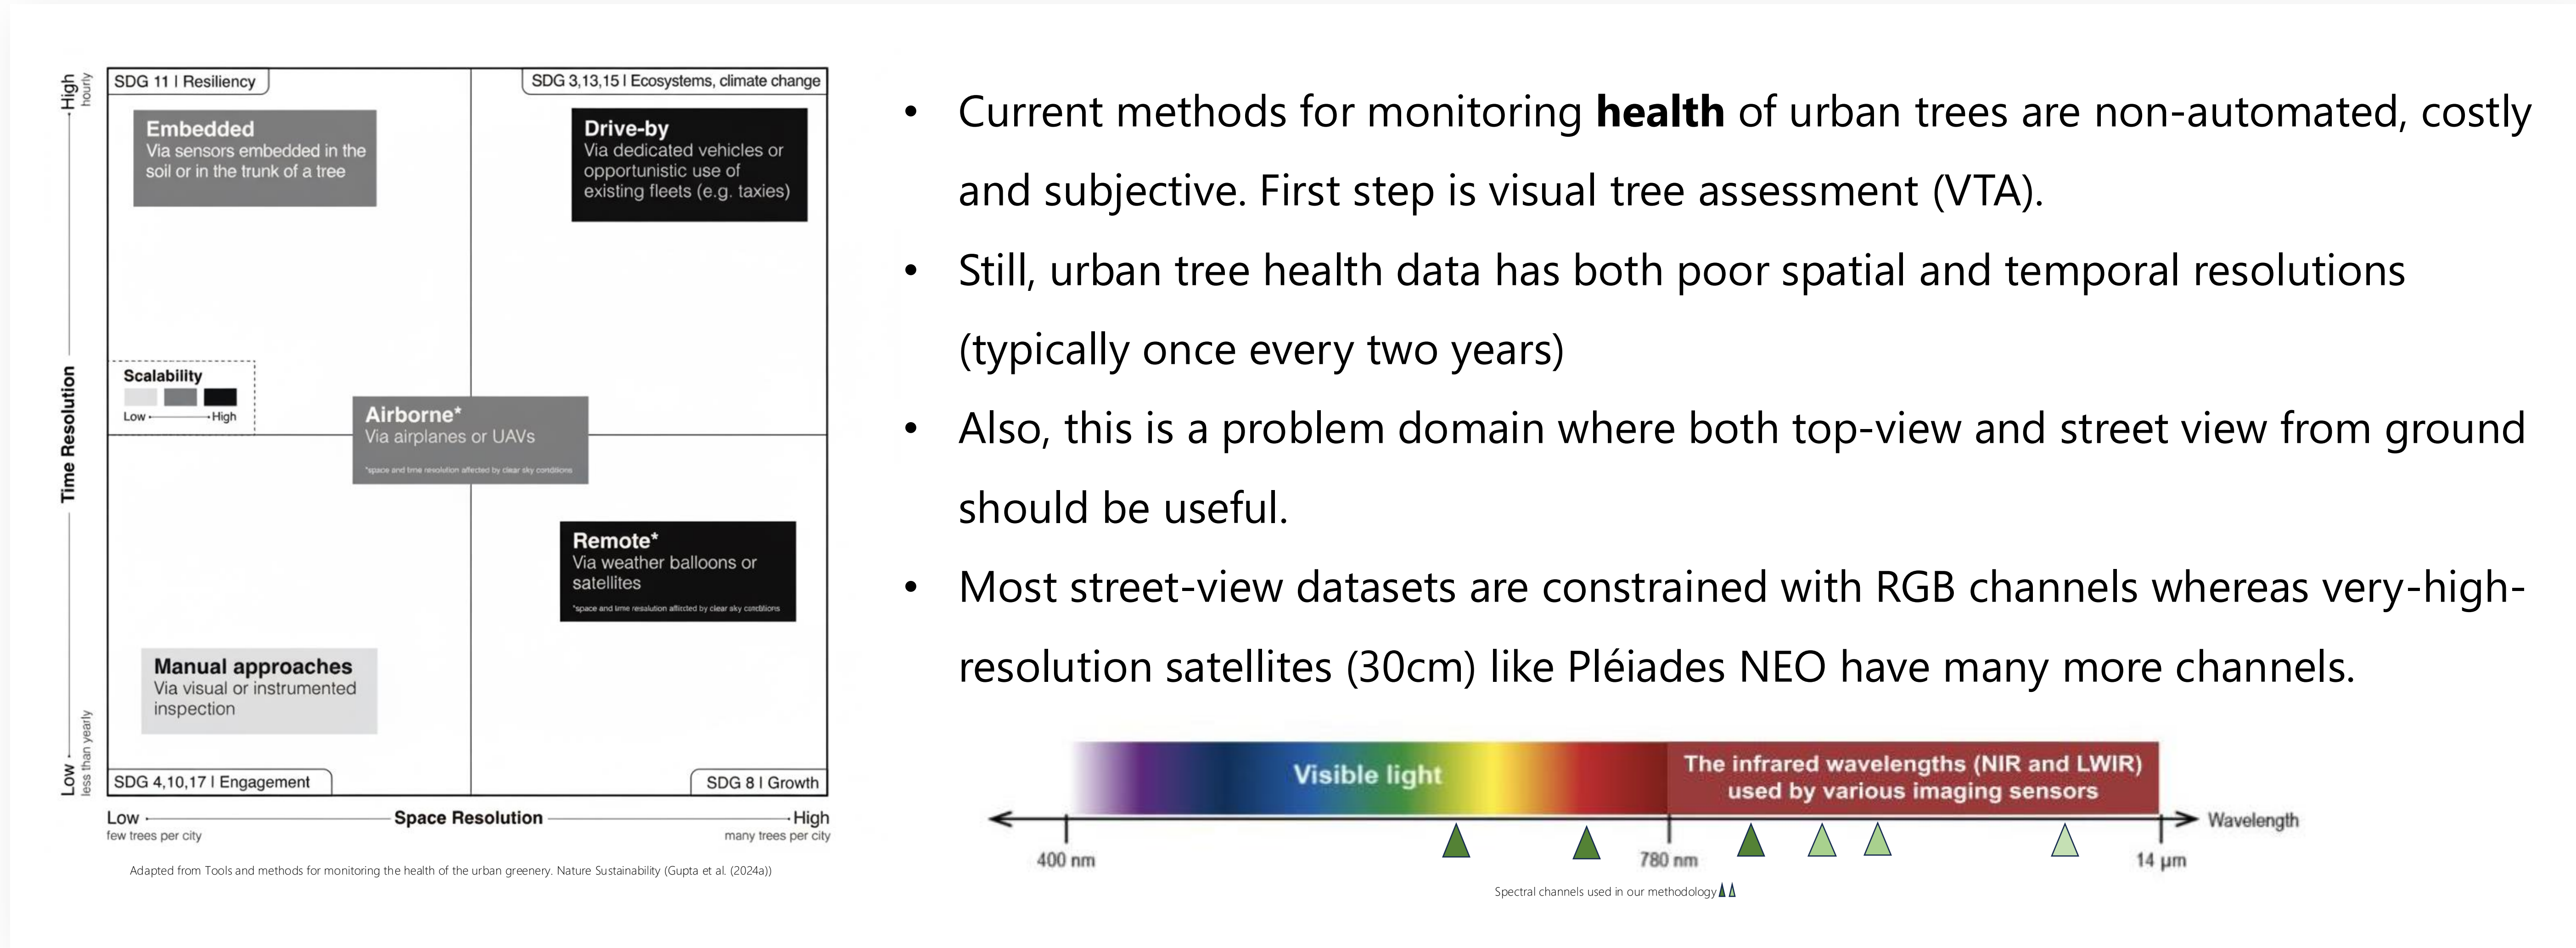 High
hourly
Time Resolution
Low
less than yearly
SDG 11 | Resiliency
SDG 3,13,15 | Ecosystems, climate change
Embedded
Via sensors embedded in the
soil or in the trunk of a tree
Drive-by
Via dedicated vehicles or
opportunistic use of
existing fleets (e.g. taxies)
Scalability
Low High
Airborne*
Via airplanes or UAVs
*space and time resolution affected by clear sky conditions
Remote*
Via weather balloons or
satellites
*space and time resolution affected by clear sky conditions
Manual approaches
Via visual or instrumented
inspection
SDG 4,10,17 | Engagement
SDG 8 | Growth
Low Space Resolution High
few trees per city many trees per city
Adapted from Tools and methods for monitoring the health of the urban greenery. Nature Sustainability (Gupta et al. (2024a))
• Current methods for monitoring health of urban trees are non-automated, costly
and subjective. First step is visual tree assessment (VTA).
• Still, urban tree health data has both poor spatial and temporal resolutions
(typically once every two years)
• Also, this is a problem domain where both top-view and street view from ground
should be useful.
• Most street-view datasets are constrained with RGB channels whereas very-high-
resolution satellites (30cm) like Pléiades NEO have many more channels.
Visible light
The infrared wavelengths (NIR and LWIR)
used by various imaging sensors
Wavelength
400 nm 780 nm 14 µm
Spectral channels used in our methodology